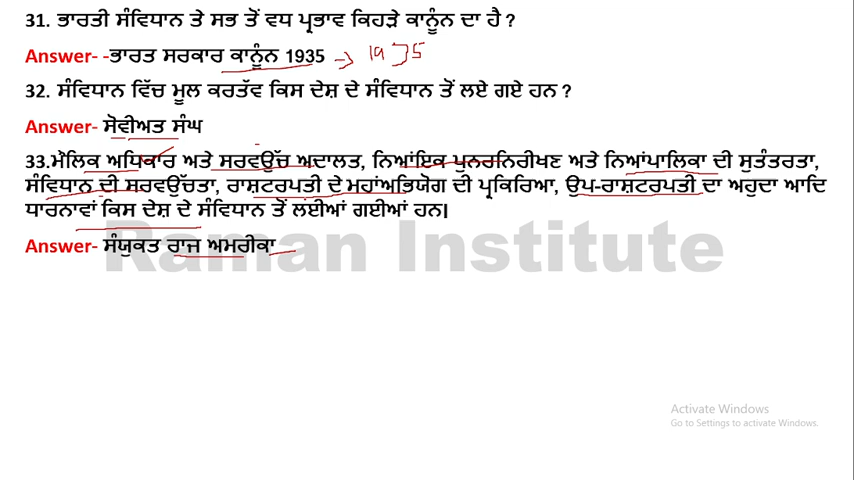 31. ਭਾਰਤੀ ਸੰਵਿਧਾਨ ਤੇ ਸਭ ਤੋਂ ਵਧ ਪ੍ਰਭਾਵ ਕਿਹੜੇ ਕਾਨੂੰਨ ਦਾ ਹੈ ?
Answer- -ਭਾਰਤ ਸਰਕਾਰ ਕਾਨੂੰਨ 1935 → 1935
32. ਸੰਵਿਧਾਨ ਵਿੱਚ ਮੂਲ ਕਰਤੱਵ ਕਿਸ ਦੇਸ਼ ਦੇ ਸੰਵਿਧਾਨ ਤੋਂ ਲਏ ਗਏ ਹਨ ?
Answer- ਸੋਵੀਅਤ ਸੰਘ
33.ਮੌਲਿਕ ਅਧਿਕਾਰ ਅਤੇ ਸਰਵਉੱਚ ਅਦਾਲਤ, ਨਿਆਂਇਕ ਪੁਨਰਨਿਰੀਖਣ ਅਤੇ ਨਿਆਂਪਾਲਿਕਾ ਦੀ ਸੁਤੰਤਰਤਾ,
ਸੰਵਿਧਾਨ ਦੀ ਸਰਵਉੱਚਤਾ, ਰਾਸ਼ਟਰਪਤੀ ਦੇ ਮਹਾਂਅਭਿਯੋਗ ਦੀ ਪ੍ਰਕਿਰਿਆ, ਉਪ-ਰਾਸ਼ਟਰਪਤੀ ਦਾ ਅਹੁਦਾ ਆਦਿ
ਧਾਰਨਾਵਾਂ ਕਿਸ ਦੇਸ਼ ਦੇ ਸੰਵਿਧਾਨ ਤੋਂ ਲਈਆਂ ਗਈਆਂ ਹਨ।
Answer- ਸੰਯੁਕਤ ਰਾਜ ਅਮਰੀਕਾ
Raman Institute
Activate Windows
Go to Settings to activate Windows.